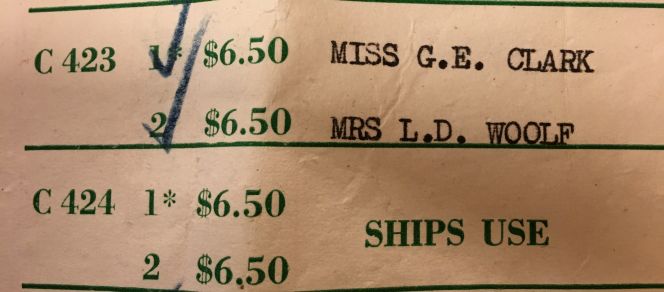 C 423 1* $6.50 MISS G.E. CLARK
2 $6.50 MRS L.D. WOOLF
C 424 1* $6.50
SHIPS USE
2 $6.50